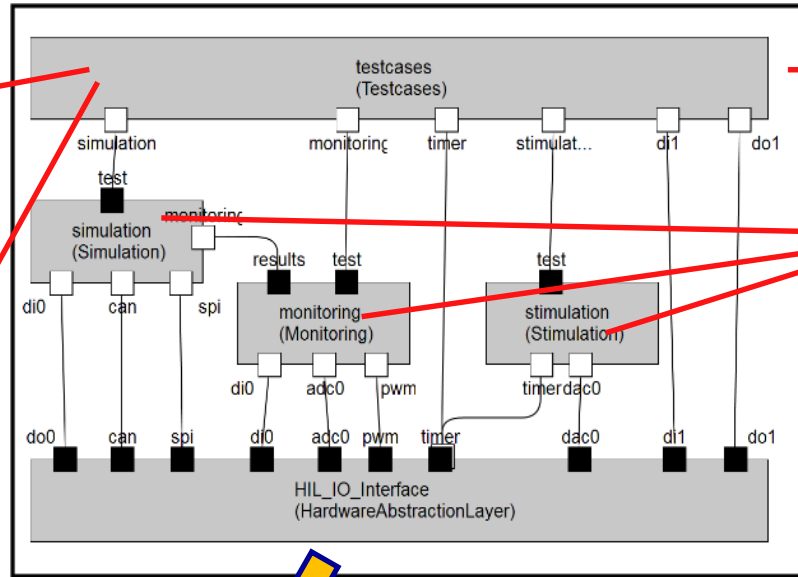 testcases
(Testcases)
simulation
monitoring
timer
stimulat...
di1
do1
test
monitoring
simulation
(Simulation)
results
test
test
di0
can
spi
monitoring
(Monitoring)
stimulation
(Stimulation)
di0
adc0
pwm
timer
dac0
do0
can
spi
di0
adc0
pwm
timer
dac0
di1
do1
HIL_IO_Interface
(HardwareAbstractionLayer)